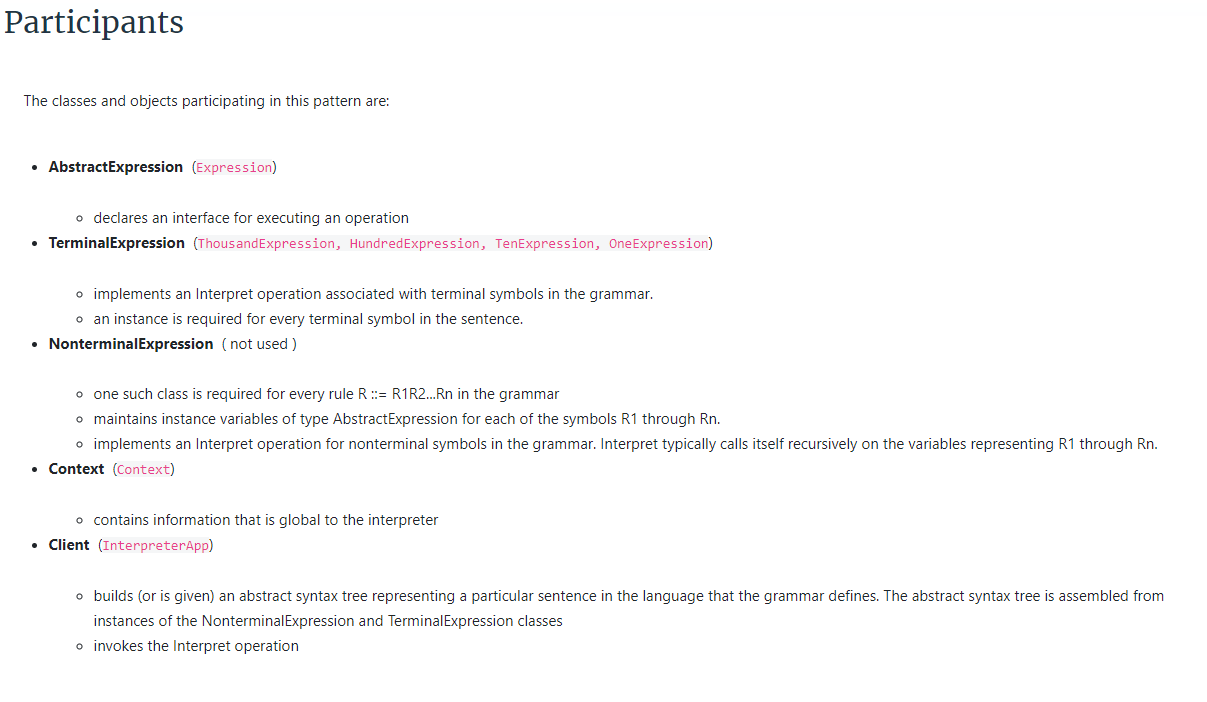 Participants
The classes and objects participating in this pattern are:
• AbstractExpression (Expression)
◦ declares an interface for executing an operation
• TerminalExpression (ThousandExpression, HundredExpression, TenExpression, OneExpression)
◦ implements an Interpret operation associated with terminal symbols in the grammar.
◦ an instance is required for every terminal symbol in the sentence.
• NonterminalExpression ( not used )
◦ one such class is required for every rule R ::= R1R2...Rn in the grammar
◦ maintains instance variables of type AbstractExpression for each of the symbols R1 through Rn.
◦ implements an Interpret operation for nonterminal symbols in the grammar. Interpret typically calls itself recursively on the variables representing R1 through Rn.
• Context (Context)
◦ contains information that is global to the interpreter
• Client (InterpreterApp)
◦ builds (or is given) an abstract syntax tree representing a particular sentence in the language that the grammar defines. The abstract syntax tree is assembled from
instances of the NonterminalExpression and TerminalExpression classes
◦ invokes the Interpret operation